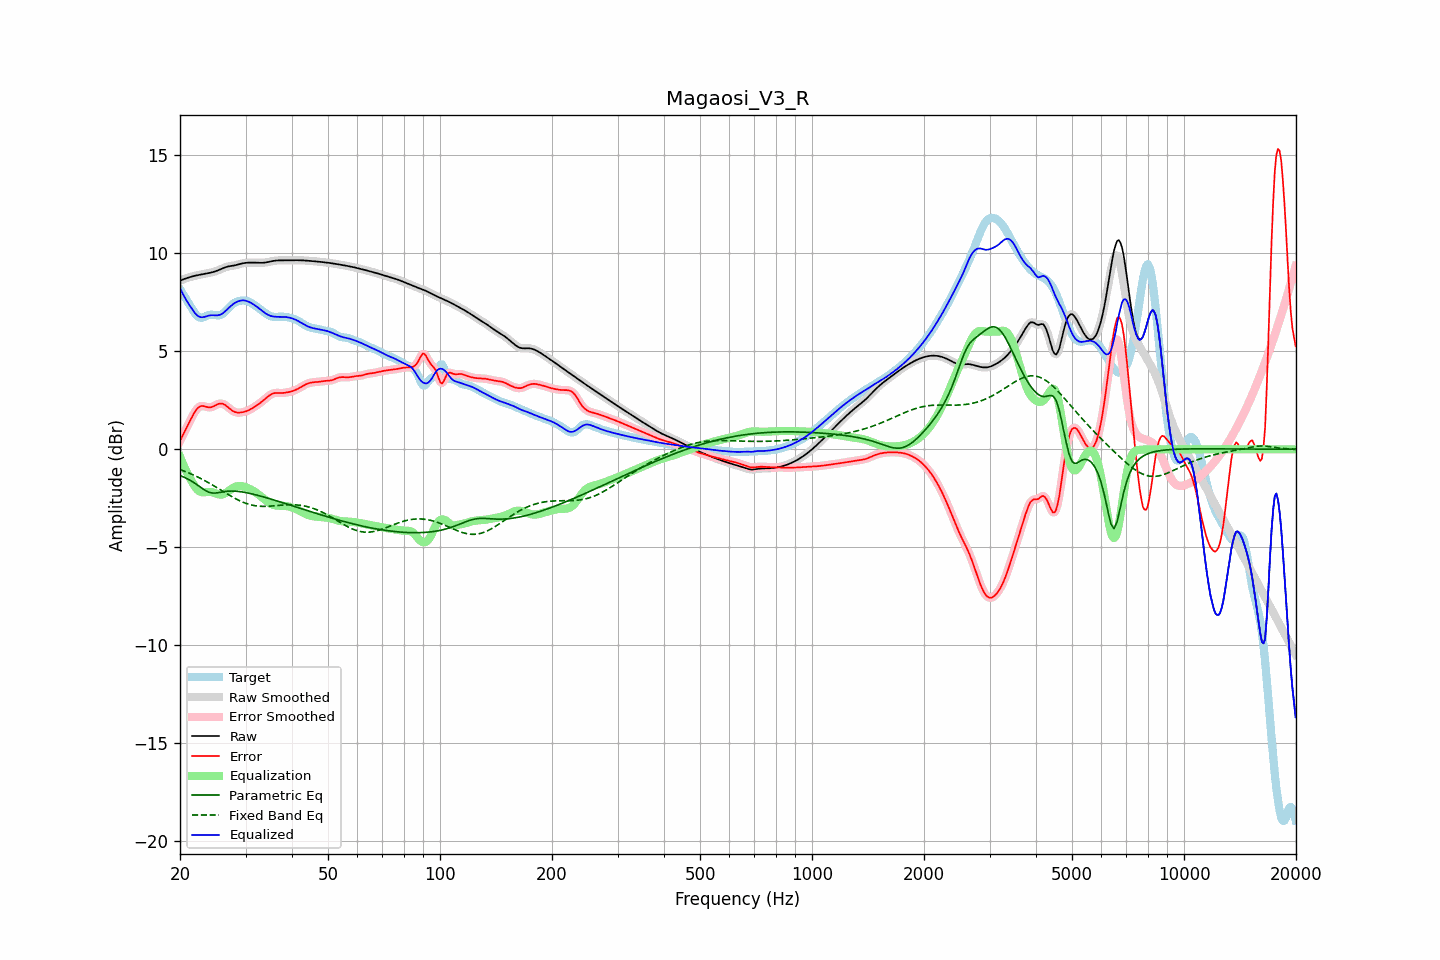 Magaosi_V3_R
Amplitude (dBr)
15
10
5
0
−5
−10
−15
−20
Target
Raw Smoothed
Error Smoothed
Raw
Error
Equalization
Parametric Eq
Fixed Band Eq
Equalized
20 50 100 200 500 1000 2000 5000 10000 20000
Frequency (Hz)